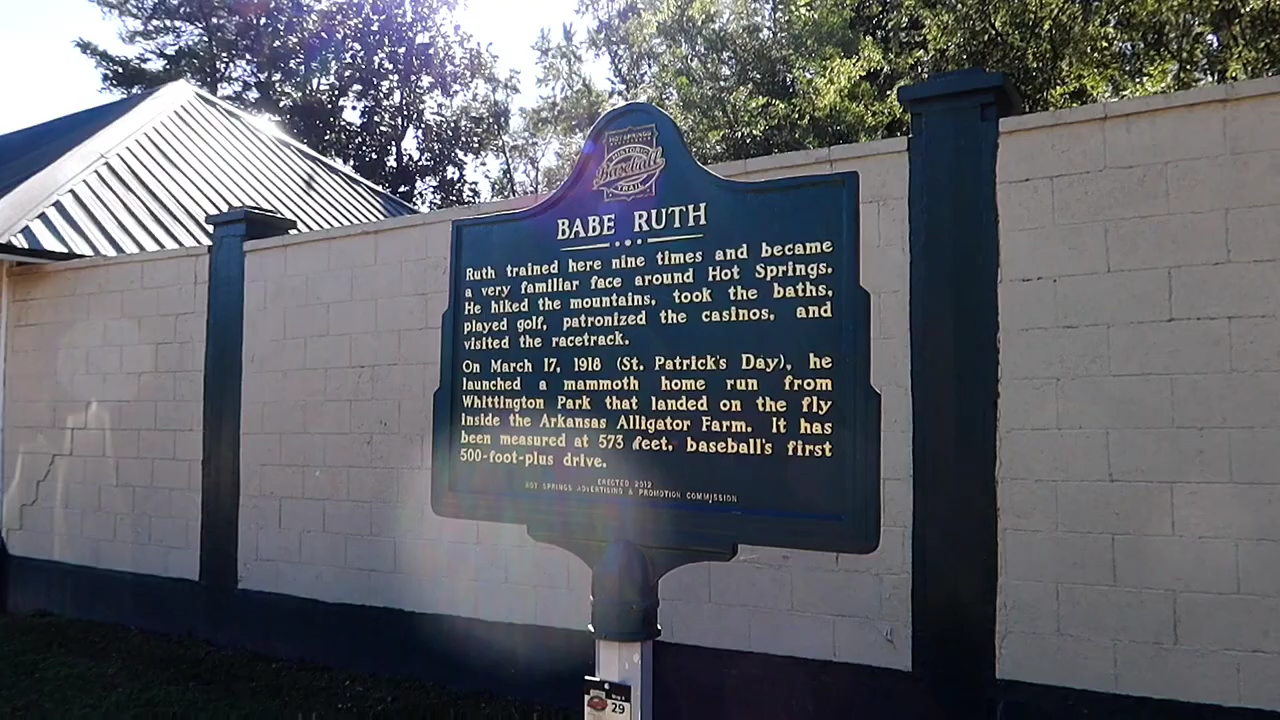 HISTORIC
Baseball
TRAIL
BABE RUTH
Ruth trained here nine times and became
a very familiar face around Hot Springs.
He hiked the mountains, took the baths,
played golf, patronized the casinos, and
visited the racetrack.
On March 17, 1918 (St. Patrick's Day), he
launched a mammoth home run from
Whittington Park that landed on the fly
inside the Arkansas Alligator Farm. It has
been measured at 573 feet, baseball's first
500-foot-plus drive.
ERECTED 2012
HOT SPRINGS ADVERTISING & PROMOTION COMMISSION
29